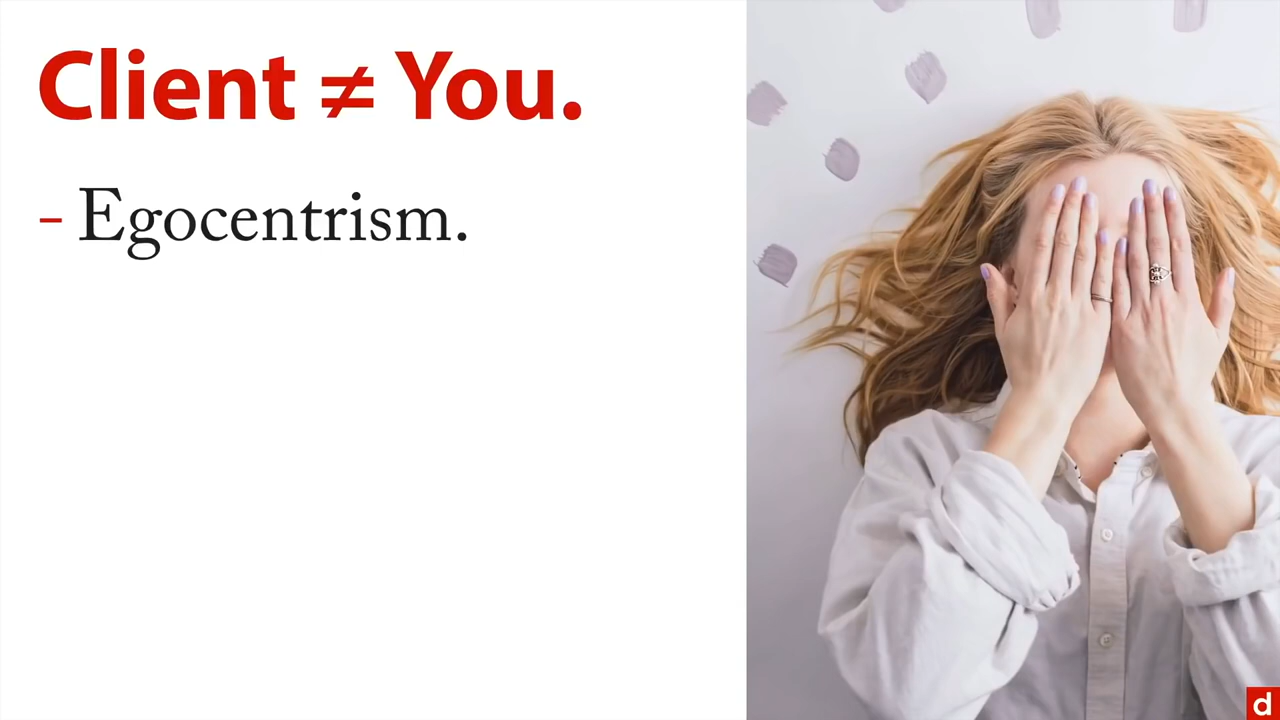 Client ≠ You.
- Egocentrism.
d